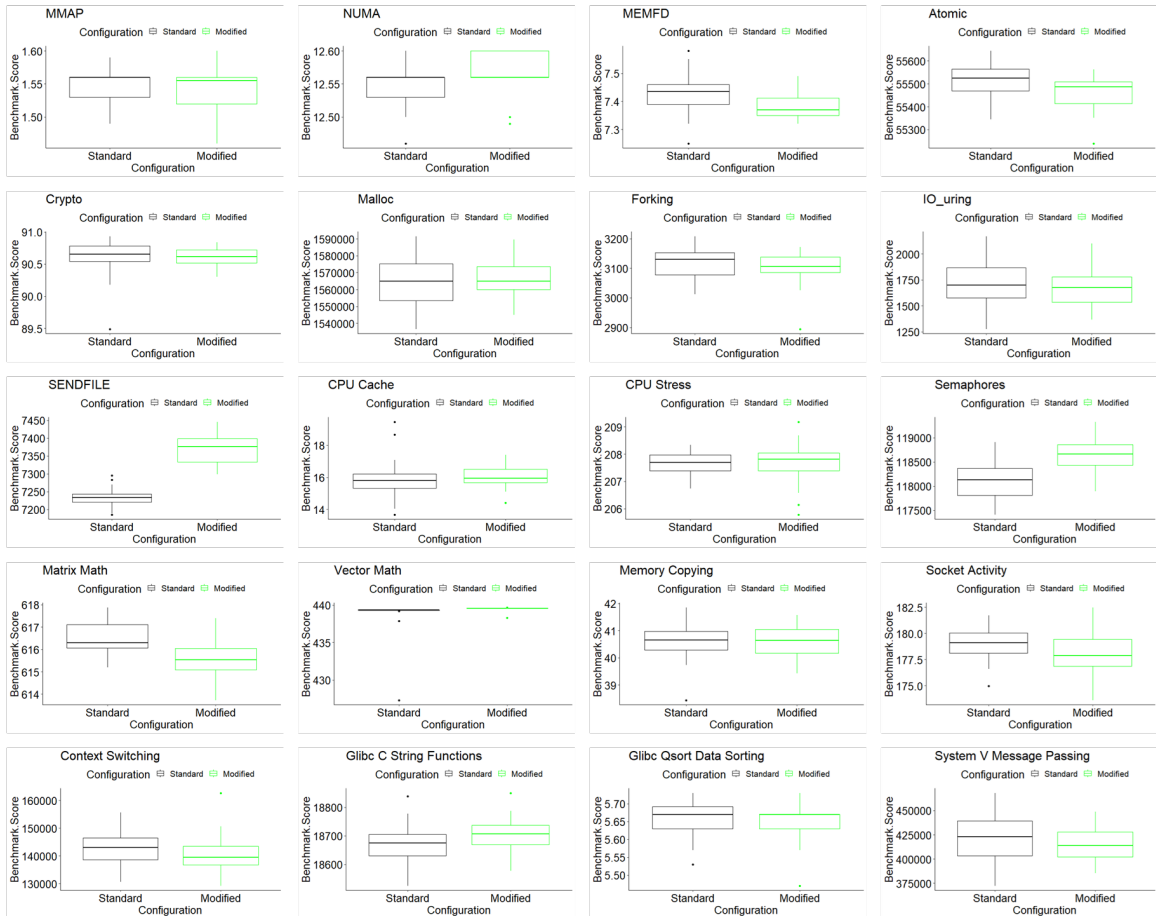 MMAP
Configuration Standard Modified
Benchmark.Score
1.60
1.55
1.50
Standard Modified
Configuration
NUMA
Configuration Standard Modified
Benchmark.Score
12.60
12.55
12.50
Standard Modified
Configuration
MEMFD
Configuration Standard Modified
Benchmark.Score
7.5
7.4
7.3
Standard Modified
Configuration
Atomic
Configuration Standard Modified
Benchmark.Score
55600
55500
55400
55300
Standard Modified
Configuration
Crypto
Configuration Standard Modified
Benchmark.Score
91.0
90.5
90.0
89.5
Standard Modified
Configuration
Malloc
Configuration Standard Modified
Benchmark.Score
1590000
1580000
1570000
1560000
1550000
1540000
Standard Modified
Configuration
Forking
Configuration Standard Modified
Benchmark.Score
3200
3100
3000
2900
Standard Modified
Configuration
IO_uring
Configuration Standard Modified
Benchmark.Score
2000
1750
1500
1250
Standard Modified
Configuration
SENDFILE
Configuration Standard Modified
Benchmark.Score
7450
7400
7350
7300
7250
7200
Standard Modified
Configuration
CPU Cache
Configuration Standard Modified
Benchmark.Score
18
16
14
Standard Modified
Configuration
CPU Stress
Configuration Standard Modified
Benchmark.Score
209
208
207
206
Standard Modified
Configuration
Semaphores
Configuration Standard Modified
Benchmark.Score
119000
118500
118000
117500
Standard Modified
Configuration
Matrix Math
Configuration Standard Modified
Benchmark.Score
618
617
616
615
614
Standard Modified
Configuration
Vector Math
Configuration Standard Modified
Benchmark.Score
440
435
430
Standard Modified
Configuration
Memory Copying
Configuration Standard Modified
Benchmark.Score
42
41
40
39
Standard Modified
Configuration
Socket Activity
Configuration Standard Modified
Benchmark.Score
182.5
180.0
177.5
175.0
Standard Modified
Configuration
Context Switching
Configuration Standard Modified
Benchmark.Score
160000
150000
140000
130000
Standard Modified
Configuration
Glibc C String Functions
Configuration Standard Modified
Benchmark.Score
18800
18700
18600
Standard Modified
Configuration
Glibc Qsort Data Sorting
Configuration Standard Modified
Benchmark.Score
5.70
5.65
5.60
5.55
5.50
Standard Modified
Configuration
System V Message Passing
Configuration Standard Modified
Benchmark.Score
450000
425000
400000
375000
Standard Modified
Configuration